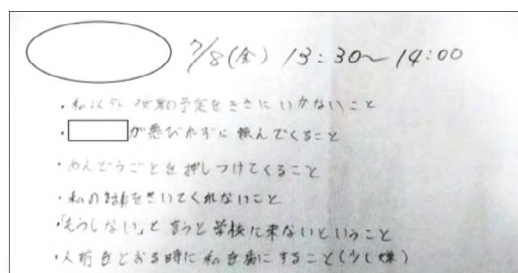 7/8(金) 13:30〜14:00
・私以外 授業の予定をききにいかないこと
・ が悪びれずに頼んでくること
・めんどうごとを押しつけてくること
・私の話をきいてくれないこと
・「もうしない」と言うと学校に来ないということ
・人前をとおる時に私を盾にすること(少し嫌)